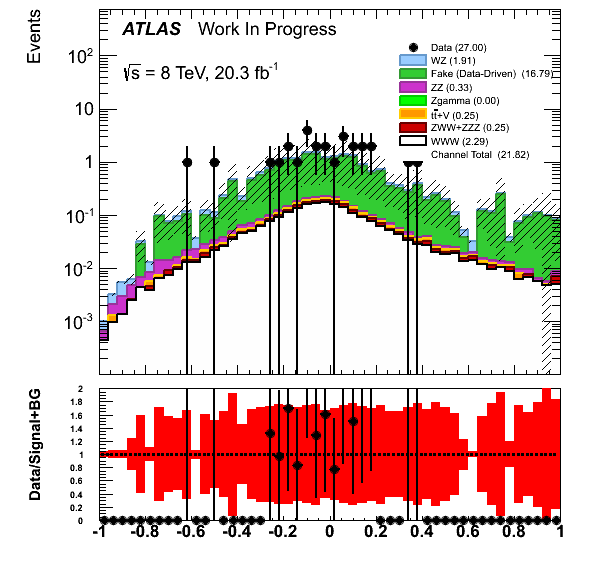 Events
ATLAS Work In Progress
√s = 8 TeV, 20.3 fb⁻¹
Data (27.00)
WZ (1.91)
Fake (Data-Driven) (16.79)
ZZ (0.33)
Zgamma (0.00)
tt̄+V (0.25)
ZWW+ZZZ (0.25)
WWW (2.29)
Channel Total (21.82)
10²
10
1
10⁻¹
10⁻²
10⁻³
Data/Signal+BG
2
1.8
1.6
1.4
1.2
1
0.8
0.6
0.4
0.2
0
-1 -0.8 -0.6 -0.4 -0.2 0 0.2 0.4 0.6 0.8 1